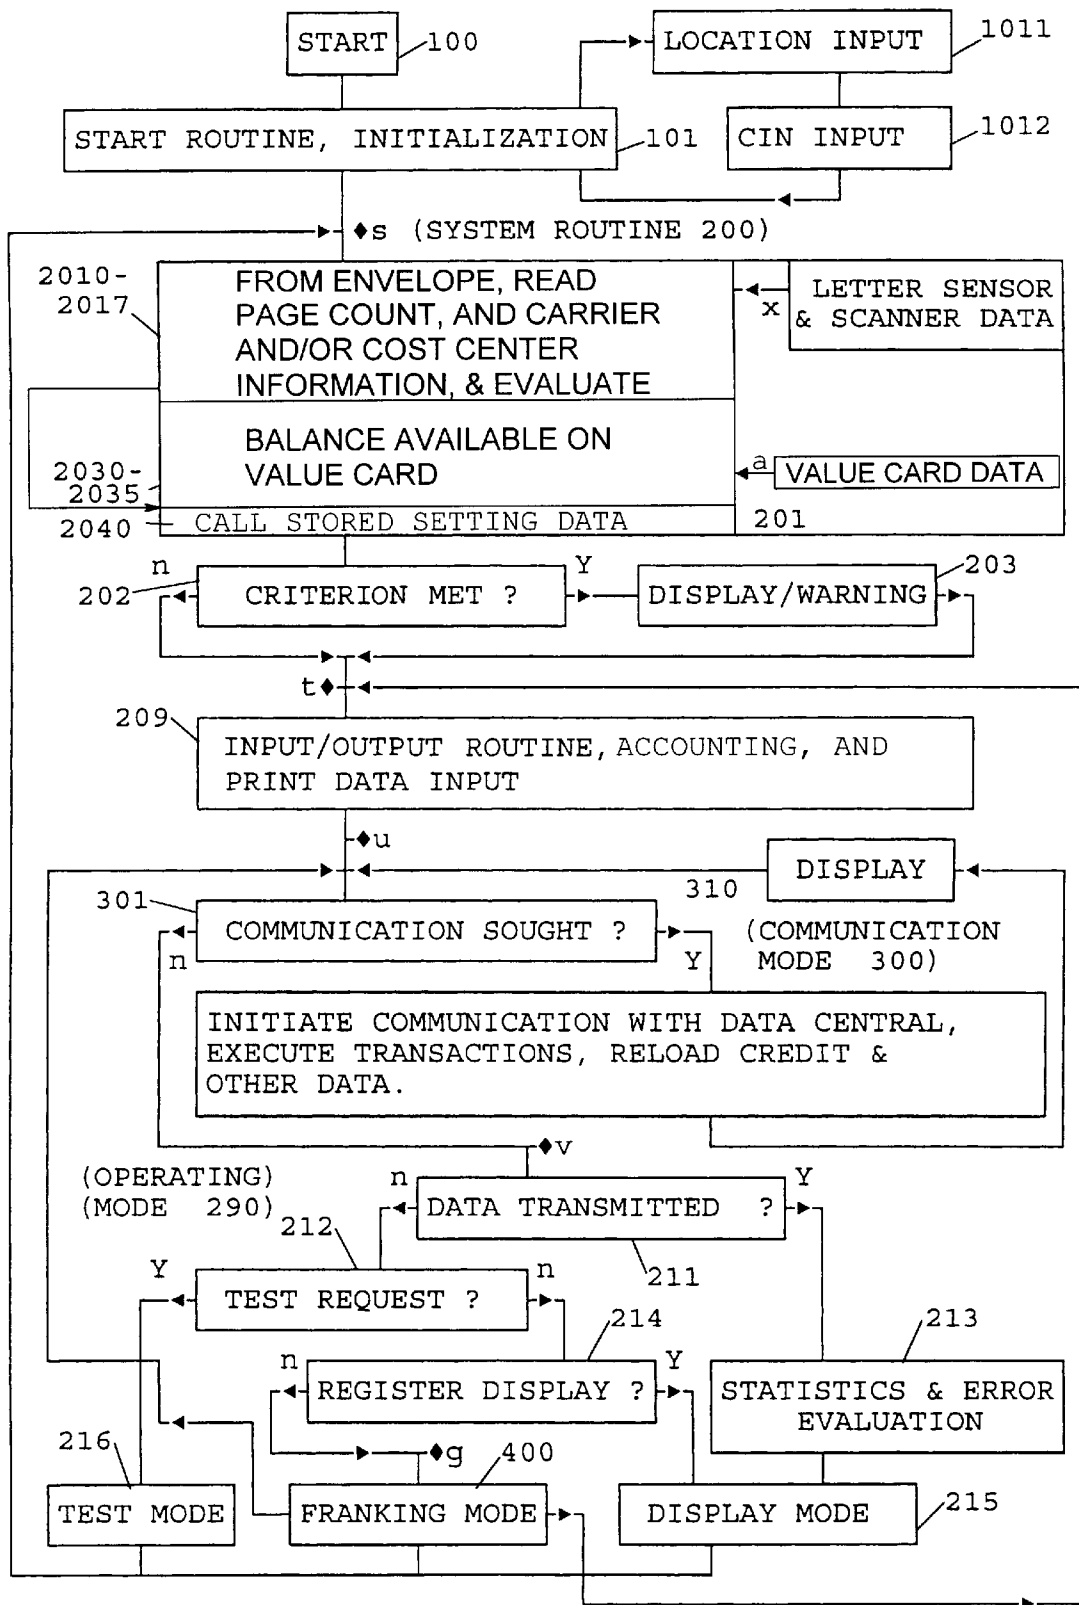 START
100
LOCATION INPUT
1011
START ROUTINE, INITIALIZATION
101
CIN INPUT
1012
◆s (SYSTEM ROUTINE 200)
2010-
2017
FROM ENVELOPE, READ
PAGE COUNT, AND CARRIER
AND/OR COST CENTER
INFORMATION, & EVALUATE
x
LETTER SENSOR
& SCANNER DATA
BALANCE AVAILABLE ON
VALUE CARD
2030-
2035
a
VALUE CARD DATA
2040
CALL STORED SETTING DATA
201
n
202
CRITERION MET ?
Y
DISPLAY/WARNING
203
t◆
209
INPUT/OUTPUT ROUTINE, ACCOUNTING, AND
PRINT DATA INPUT
◆u
DISPLAY
310
301
COMMUNICATION SOUGHT ?
n
Y
(COMMUNICATION
MODE 300)
INITIATE COMMUNICATION WITH DATA CENTRAL,
EXECUTE TRANSACTIONS, RELOAD CREDIT &
OTHER DATA.
◆v
(OPERATING)
(MODE 290)
n
DATA TRANSMITTED ?
Y
211
212
Y
TEST REQUEST ?
n
214
213
n
REGISTER DISPLAY ?
Y
STATISTICS & ERROR
EVALUATION
◆g
216
400
TEST MODE
FRANKING MODE
DISPLAY MODE
215